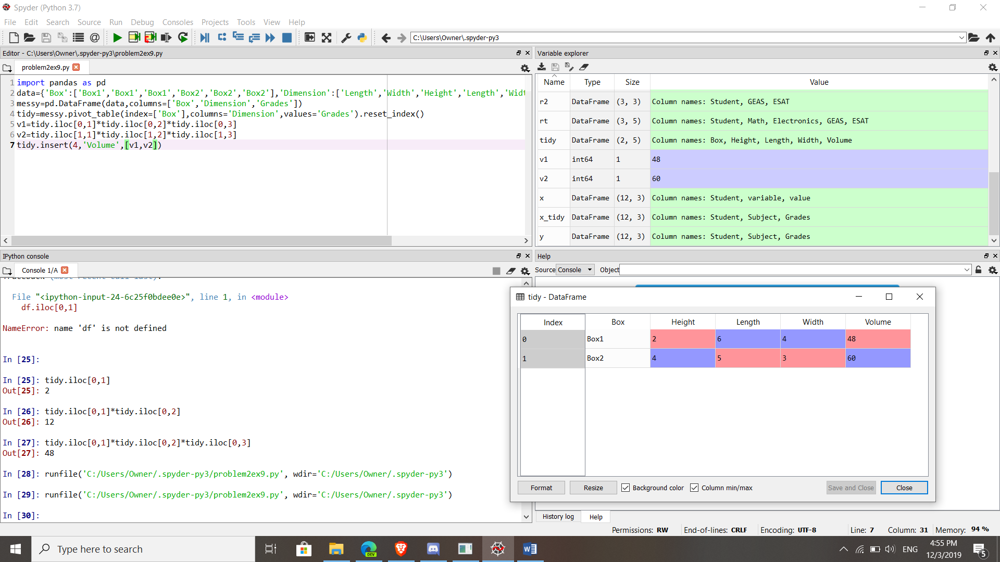 Spyder (Python 3.7)
File Edit Search Source Run Debug Consoles Projects Tools View Help
C:\Users\Owner\.spyder-py3
Editor - C:\Users\Owner\.spyder-py3\problem2ex9.py
problem2ex9.py
1 import pandas as pd
2 data={'Box':['Box1','Box1','Box1','Box2','Box2','Box2'],'Dimension':['Length','Width','Height','Length','Widt
3 messy=pd.DataFrame(data,columns=['Box','Dimension','Grades'])
4 tidy=messy.pivot_table(index=['Box'],columns='Dimension',values='Grades').reset_index()
5 v1=tidy.iloc[0,1]*tidy.iloc[0,2]*tidy.iloc[0,3]
6 v2=tidy.iloc[1,1]*tidy.iloc[1,2]*tidy.iloc[1,3]
7 tidy.insert(4,'Volume',[v1,v2])
Variable explorer
Name Type Size Value
r2 DataFrame (3, 3) Column names: Student, GEAS, ESAT
rt DataFrame (3, 5) Column names: Student, Math, Electronics, GEAS, ESAT
tidy DataFrame (2, 5) Column names: Box, Height, Length, Width, Volume
v1 int64 1 48
v2 int64 1 60
x DataFrame (12, 3) Column names: Student, variable, value
x_tidy DataFrame (12, 3) Column names: Student, Subject, Grades
y DataFrame (12, 3) Column names: Student, Subject, Grades
IPython console
Console 1/A
Traceback (most recent call last):
File "<ipython-input-24-6c25f0bdee0e>", line 1, in <module>
df.iloc[0,1]
NameError: name 'df' is not defined
In [25]:
In [25]: tidy.iloc[0,1]
Out[25]: 2
In [26]: tidy.iloc[0,1]*tidy.iloc[0,2]
Out[26]: 12
In [27]: tidy.iloc[0,1]*tidy.iloc[0,2]*tidy.iloc[0,3]
Out[27]: 48
In [28]: runfile('C:/Users/Owner/.spyder-py3/problem2ex9.py', wdir='C:/Users/Owner/.spyder-py3')
In [29]: runfile('C:/Users/Owner/.spyder-py3/problem2ex9.py', wdir='C:/Users/Owner/.spyder-py3')
In [30]:
Help
Source Console Object
tidy - DataFrame
Index Box Height Length Width Volume
0 Box1 2 6 4 48
1 Box2 4 5 3 60
Format Resize Background color Column min/max Save and Close Close
History log Help
Permissions: RW End-of-lines: CRLF Encoding: UTF-8 Line: 7 Column: 31 Memory: 94 %
Type here to search
DEV
ENG
4:55 PM
12/3/2019
5